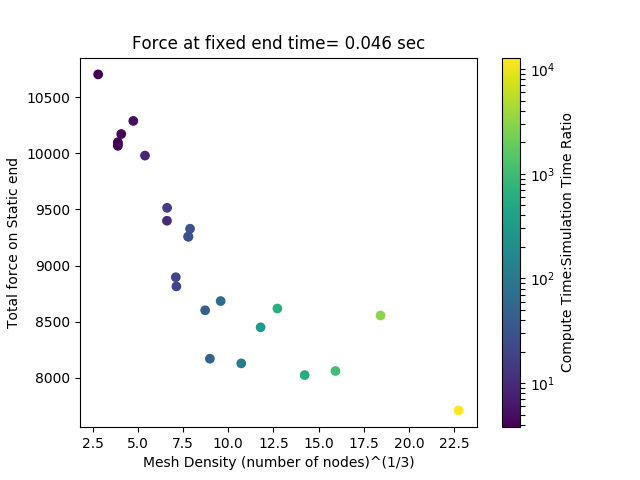 Force at fixed end time= 0.046 sec
Total force on Static end
10500
10000
9500
9000
8500
8000
2.5 5.0 7.5 10.0 12.5 15.0 17.5 20.0 22.5
Mesh Density (number of nodes)^(1/3)
10^4
10^3
10^2
10^1
Compute Time:Simulation Time Ratio